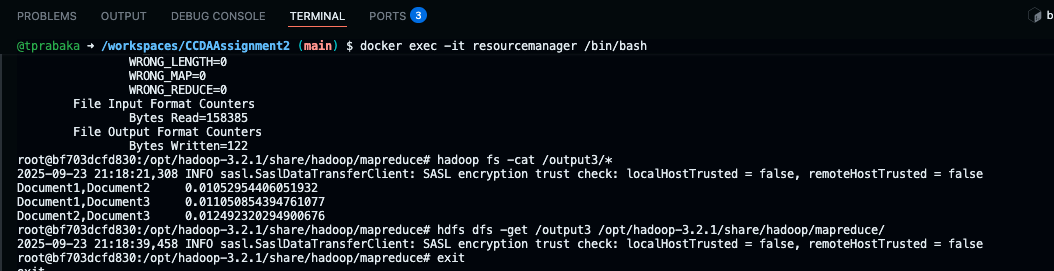 PROBLEMS OUTPUT DEBUG CONSOLE TERMINAL PORTS 3
@tprabaka → /workspaces/CCDAAssignment2 (main) $ docker exec -it resourcemanager /bin/bash
WRONG_LENGTH=0
WRONG_MAP=0
WRONG_REDUCE=0
File Input Format Counters
Bytes Read=158385
File Output Format Counters
Bytes Written=122
root@bf703dcfd830:/opt/hadoop-3.2.1/share/hadoop/mapreduce# hadoop fs -cat /output3/*
2025-09-23 21:18:21,308 INFO sasl.SaslDataTransferClient: SASL encryption trust check: localHostTrusted = false, remoteHostTrusted = false
Document1,Document2 0.01052954406051932
Document1,Document3 0.011050854394761077
Document2,Document3 0.012492320294900676
root@bf703dcfd830:/opt/hadoop-3.2.1/share/hadoop/mapreduce# hdfs dfs -get /output3 /opt/hadoop-3.2.1/share/hadoop/mapreduce/
2025-09-23 21:18:39,458 INFO sasl.SaslDataTransferClient: SASL encryption trust check: localHostTrusted = false, remoteHostTrusted = false
root@bf703dcfd830:/opt/hadoop-3.2.1/share/hadoop/mapreduce# exit
exit